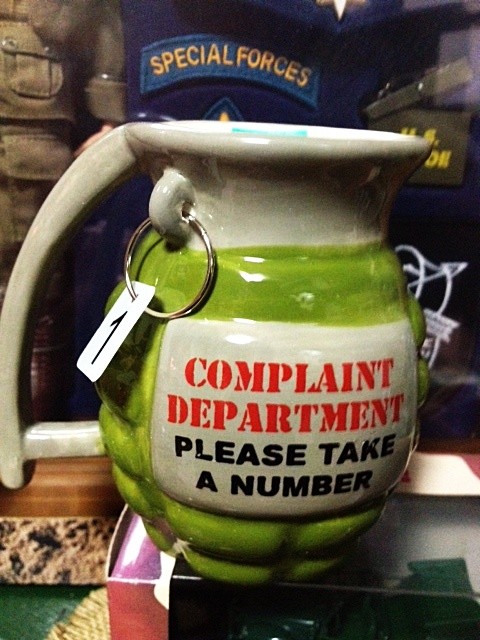 SPECIAL FORCES
U.S.
1
COMPLAINT
DEPARTMENT
PLEASE TAKE
A NUMBER